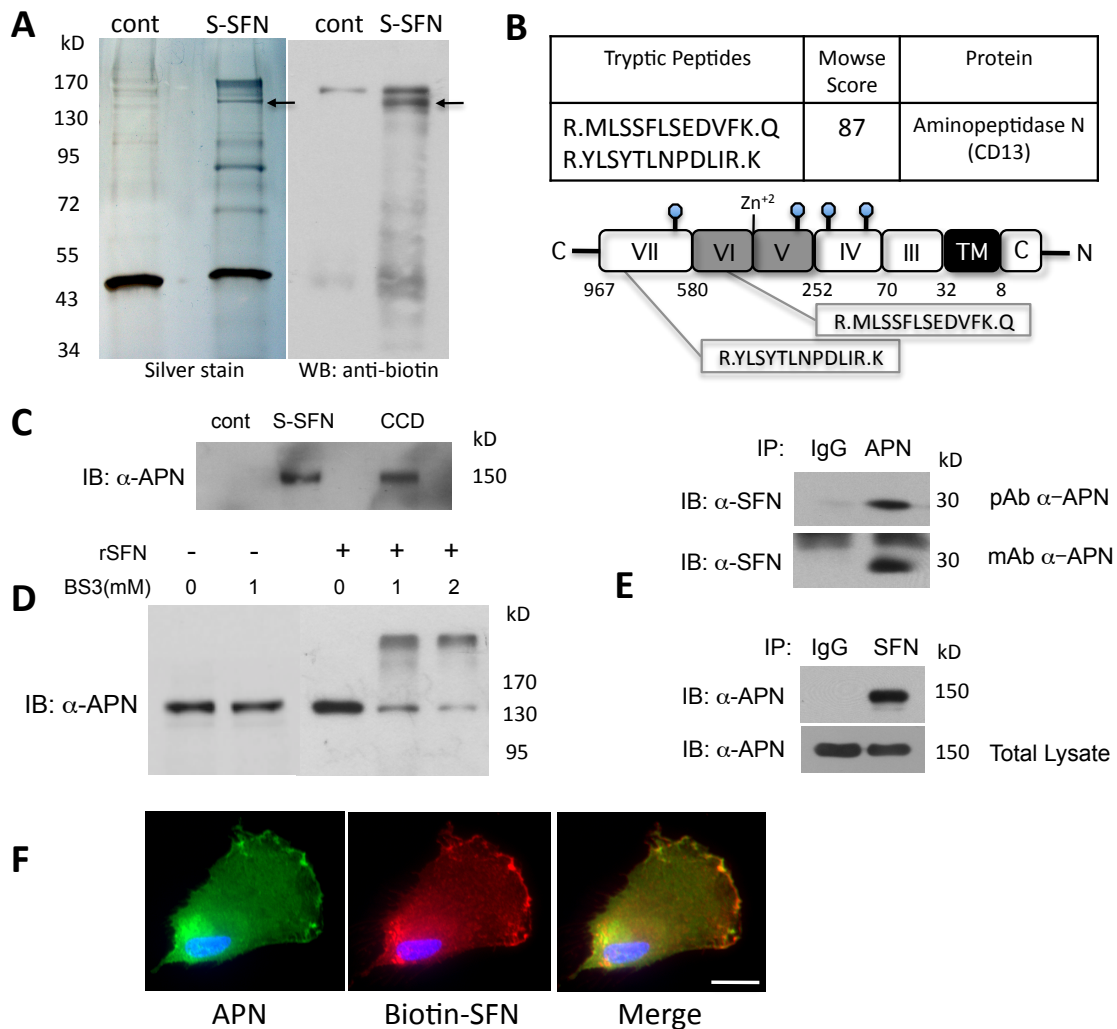 A
cont S-SFN cont S-SFN
kD
170
130
95
72
55
43
34
Silver stain WB: anti-biotin
B
Tryptic Peptides Mowse Score Protein
R.MLSSFLSEDVFK.Q
R.YLSYTLNPDLIR.K
87
Aminopeptidase N
(CD13)
Zn+2
C VII VI V IV III TM C N
967 580 252 70 32 8
R.MLSSFLSEDVFK.Q
R.YLSYTLNPDLIR.K
C
cont S-SFN CCD
kD
IB: α-APN 150
rSFN - - + + +
BS3(mM) 0 1 0 1 2
D
kD
170
IB: α-APN 130
95
IP: IgG APN
kD
IB: α-SFN 30 pAb α−APN
IB: α-SFN 30 mAb α−APN
E
IP: IgG SFN kD
IB: α-APN 150
IB: α-APN 150 Total Lysate
F
APN Biotin-SFN Merge